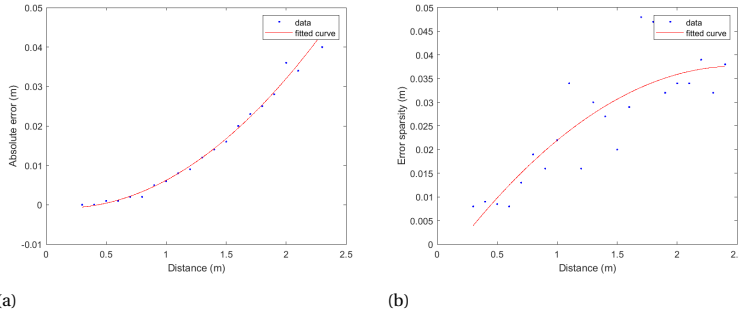 0.05
0.04
0.03
0.02
0.01
0
-0.01
0 0.5 1 1.5 2 2.5
Absolute error (m)
Distance (m)
data
fitted curve
(a)
0.05
0.045
0.04
0.035
0.03
0.025
0.02
0.015
0.01
0.005
0
0 0.5 1 1.5 2 2.
Error sparsity (m)
Distance (m)
data
fitted curve
(b)